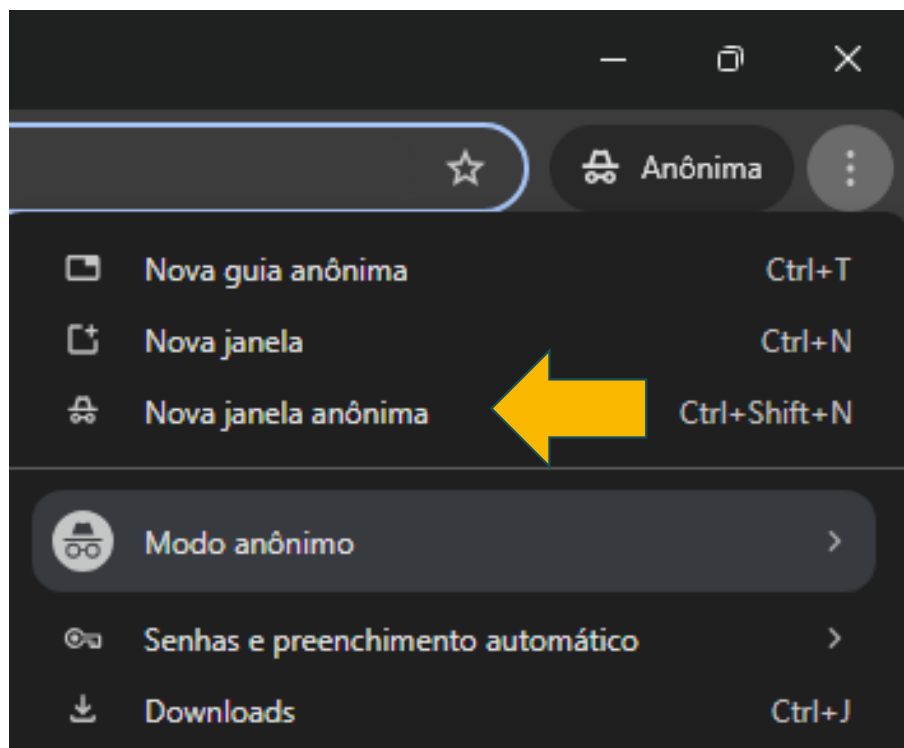 Anônima
Nova guia anônima Ctrl+T
Nova janela Ctrl+N
Nova janela anônima Ctrl+Shift+N
Modo anônimo
Senhas e preenchimento automático
Downloads Ctrl+J